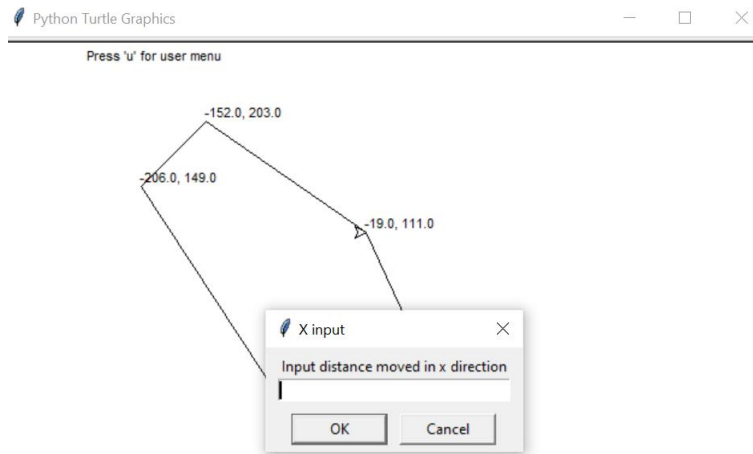 Python Turtle Graphics
Press 'u' for user menu
-152.0, 203.0
-206.0, 149.0
-19.0, 111.0
X input
Input distance moved in x direction
OK Cancel